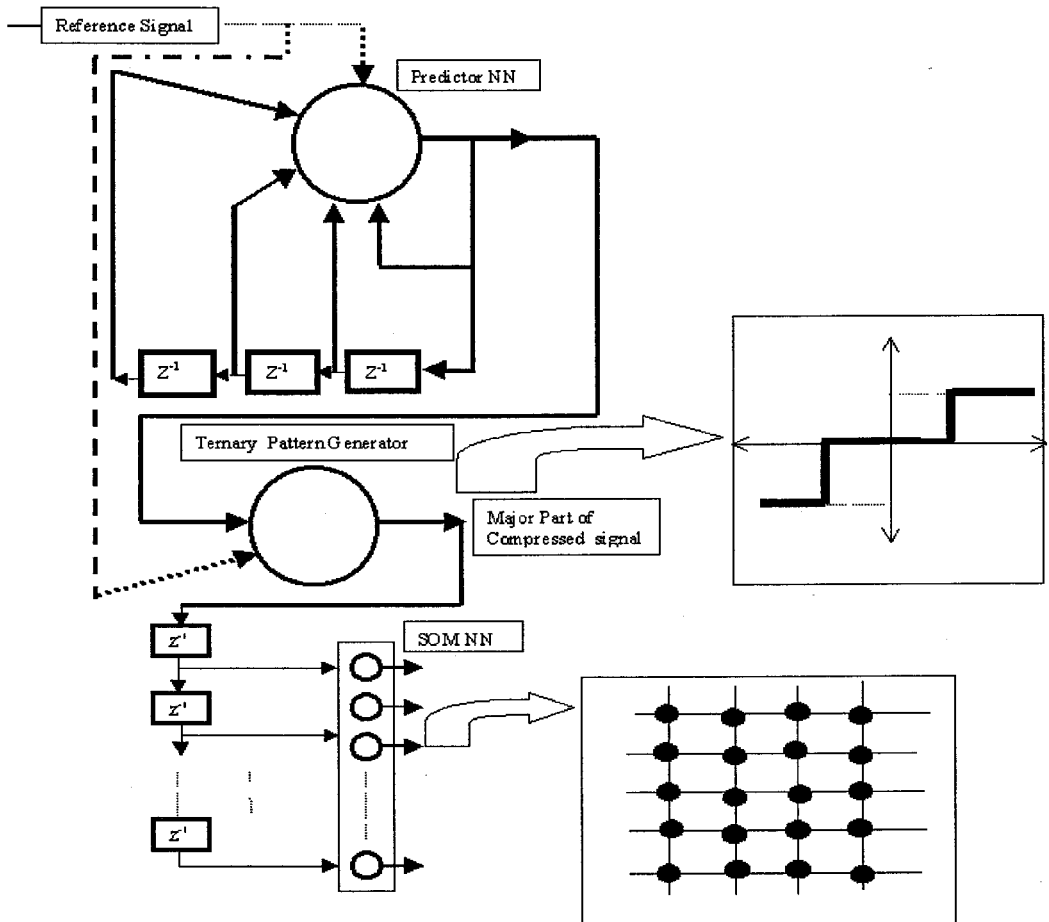 Reference Signal
Predictor NN
Z⁻¹
Z⁻¹
Z⁻¹
Ternary Pattern Generator
Major Part of
Compressed signal
SOM NN
Z⁻¹
Z⁻¹
Z⁻¹